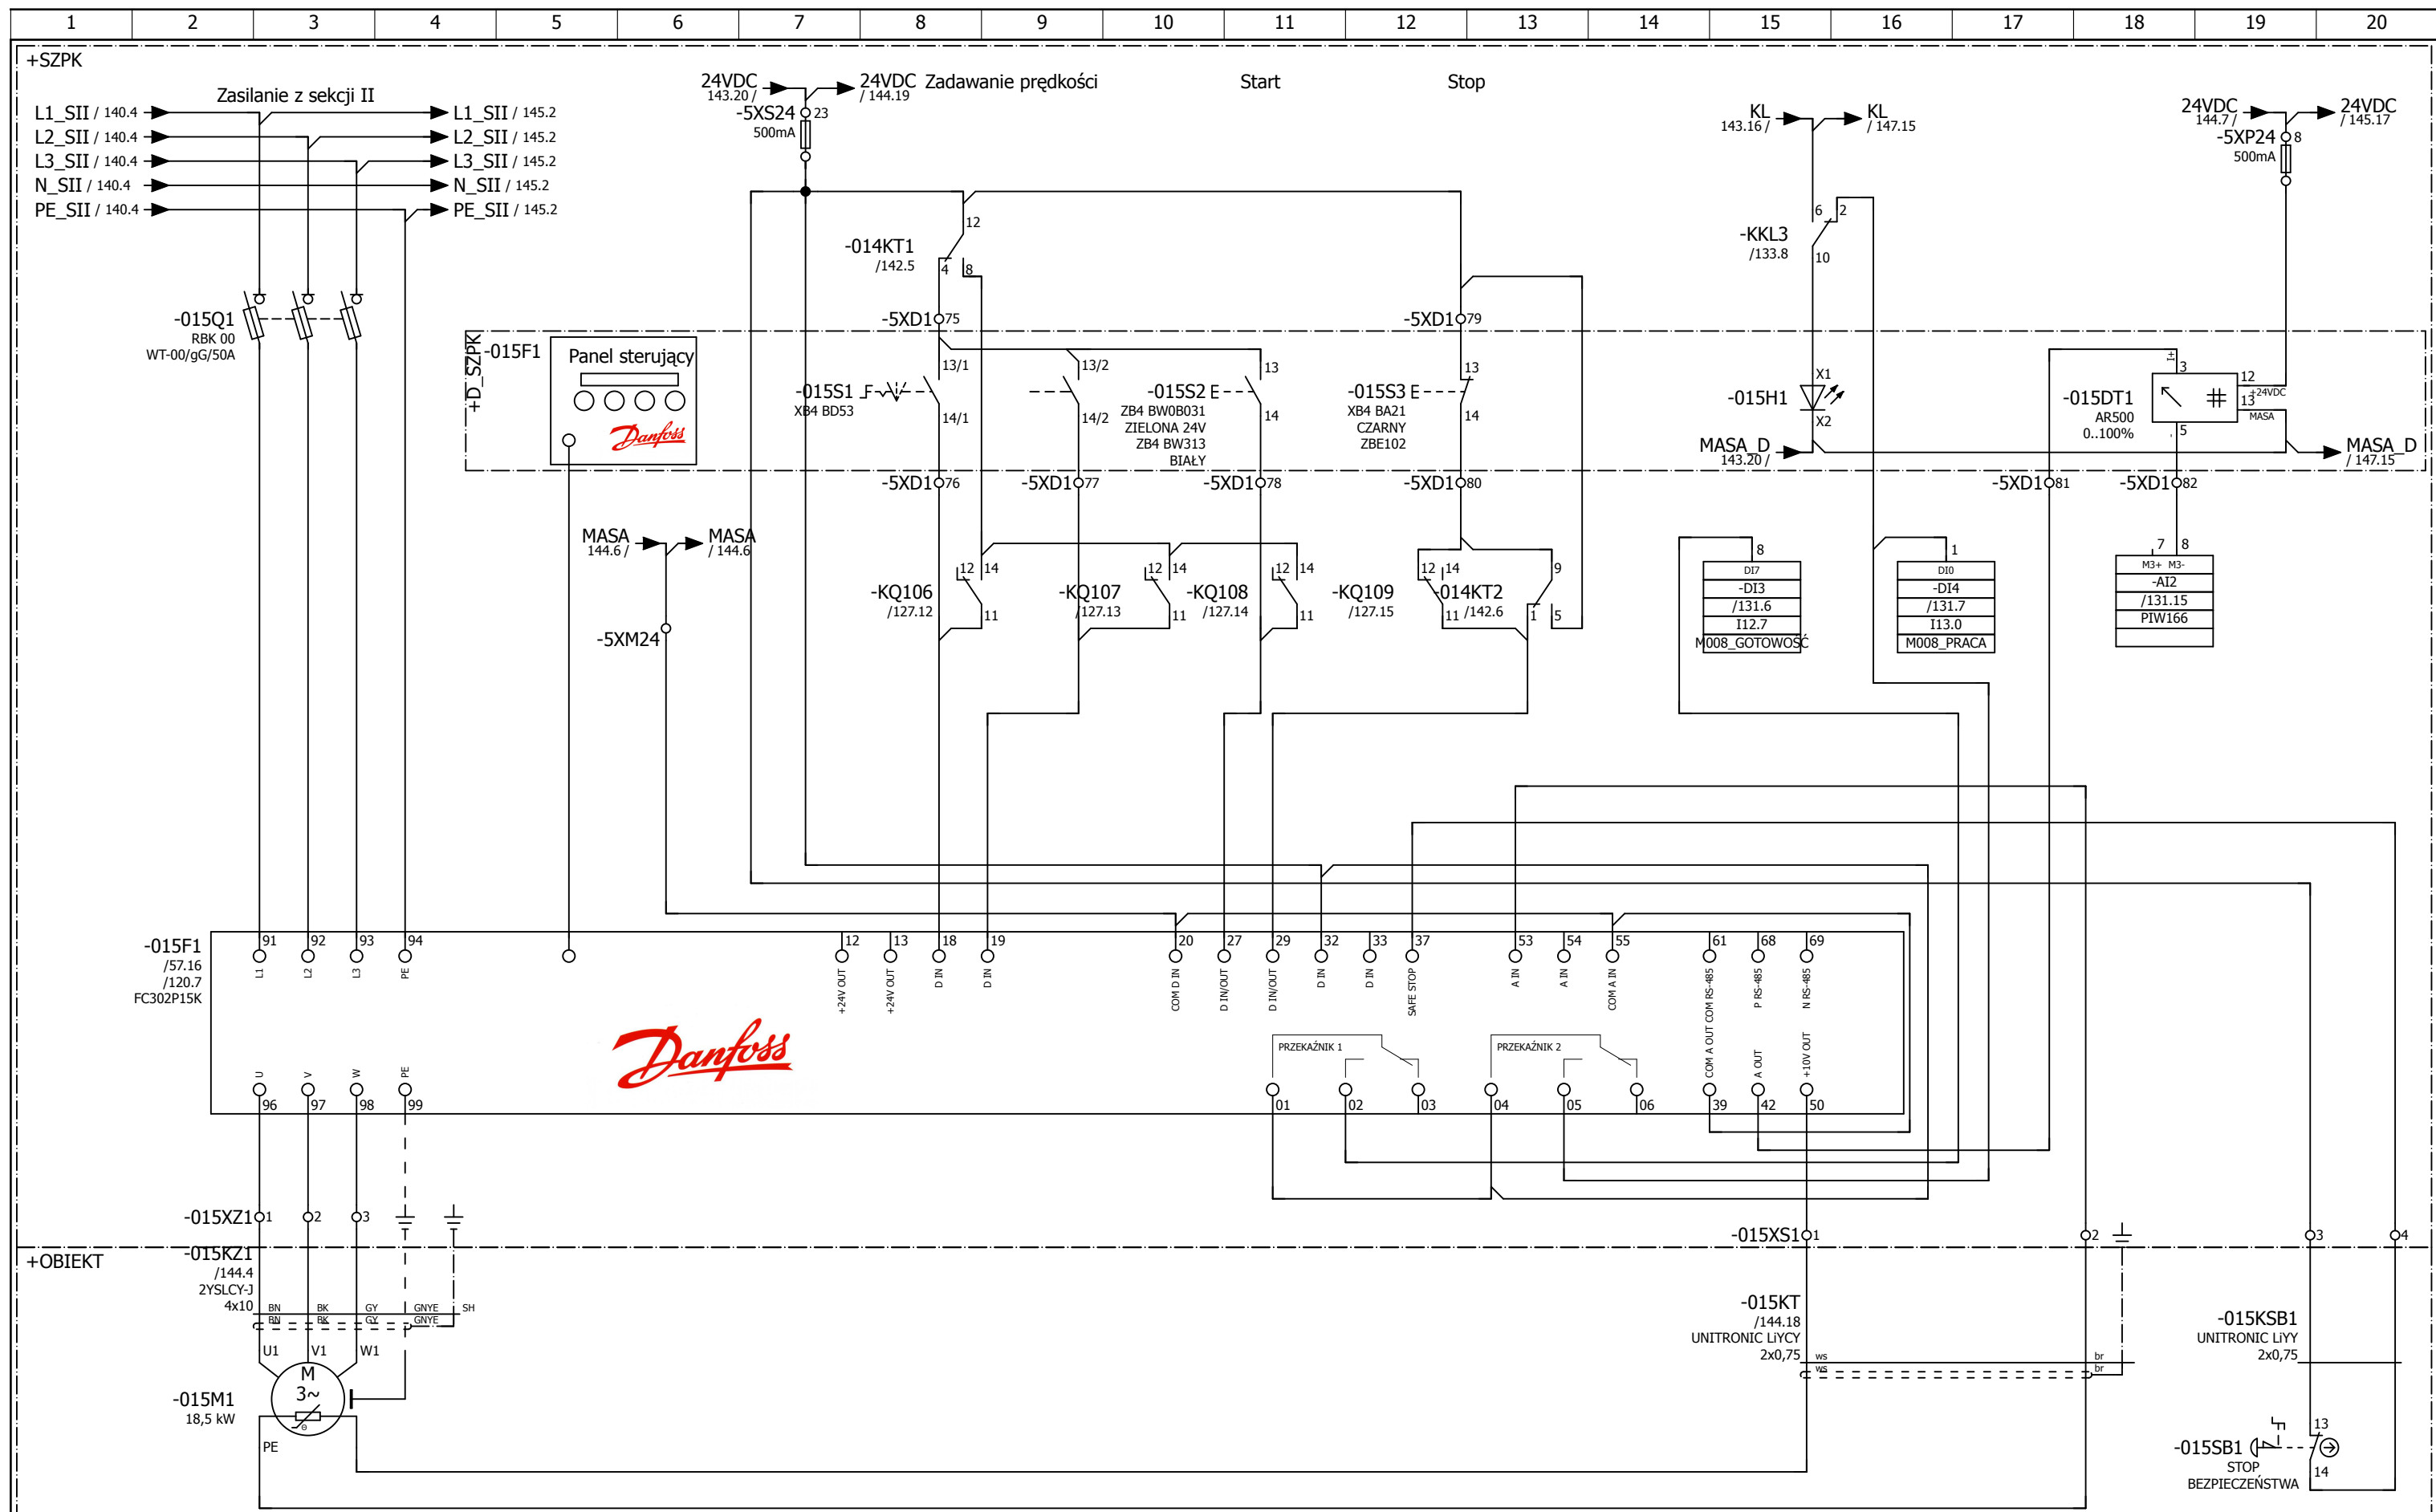 1 2 3 4 5 6 7 8 9 10 11 12 13 14 15 16 17 18 19 20
+SZPK
Zasilanie z sekcji II
L1_SII / 140.4
L1_SII / 145.2
L2_SII / 140.4
L2_SII / 145.2
L3_SII / 140.4
L3_SII / 145.2
N_SII / 140.4
N_SII / 145.2
PE_SII / 140.4
PE_SII / 145.2
24VDC
143.20 /
24VDC
/ 144.19
-5XS24 23
500mA
Zadawanie prędkości
Start
Stop
KL
143.16 /
KL
/ 147.15
24VDC
144.7 /
24VDC
/ 145.17
-5XP24 8
500mA
-014KT1
/142.5
12
4 8
-KKL3
/133.8
6 2
10
-015Q1
RBK 00
WT-00/gG/50A
-5XD1 75
-5XD1 79
+D_SZPK
-015F1
Panel sterujący
Danfoss
-015S1
XB4 BD53
13/1
14/1
13/2
14/2
-015S2
ZB4 BW0B031
ZIELONA 24V
ZB4 BW313
BIAŁY
13
14
-015S3
XB4 BA21
CZARNY
ZBE102
13
14
-015H1
X1
X2
MASA_D
143.20 /
-015DT1
AR500
0..100%
I+
3
12
+24VDC
13
MASA
-
5
MASA_D
/ 147.15
-5XD1 76
-5XD1 77
-5XD1 78
-5XD1 80
-5XD1 81
-5XD1 82
MASA
144.6 /
MASA
/ 144.6
-5XM24
-KQ106
/127.12
12 14
11
-KQ107
/127.13
12 14
11
-KQ108
/127.14
12 14
11
-KQ109
/127.15
12 14
11
-014KT2
/142.6
9
1 5
8
DI7
-DI3
/131.6
I12.7
M008_GOTOWOŚĆ
1
DI0
-DI4
/131.7
I13.0
M008_PRACA
7 8
M3+ M3-
-AI2
/131.15
PIW166
-015F1
/57.16
/120.7
FC302P15K
91 92 93 94 12 13 18 19 20 27 29 32 33 37 53 54 55 61 68 69
L1
L2
L3
PE
+24V OUT
+24V OUT
D IN
D IN
COM D IN
D IN/OUT
D IN/OUT
D IN
D IN
SAFE STOP
A IN
A IN
COM A IN
COM RS-485
P RS-485
N RS-485
Danfoss
PRZEKAŹNIK 1
PRZEKAŹNIK 2
U
V
W
PE
COM A OUT
A OUT
+10V OUT
96 97 98 99 01 02 03 04 05 06 39 42 50
-015XZ1 1 2 3
-015XS1 1 2 3 4
+OBIEKT
-015KZ1
/144.4
2YSLCY-J
4x10
BN BK GY GNYE SH
BN BK GY GNYE
U1 V1 W1
M
3~
-015M1
18,5 kW
PE
-015KT
/144.18
UNITRONIC LiYCY
2x0,75
ws br
ws br
-015KSB1
UNITRONIC LiYY
2x0,75
-015SB1
STOP
BEZPIECZEŃSTWA
13
14